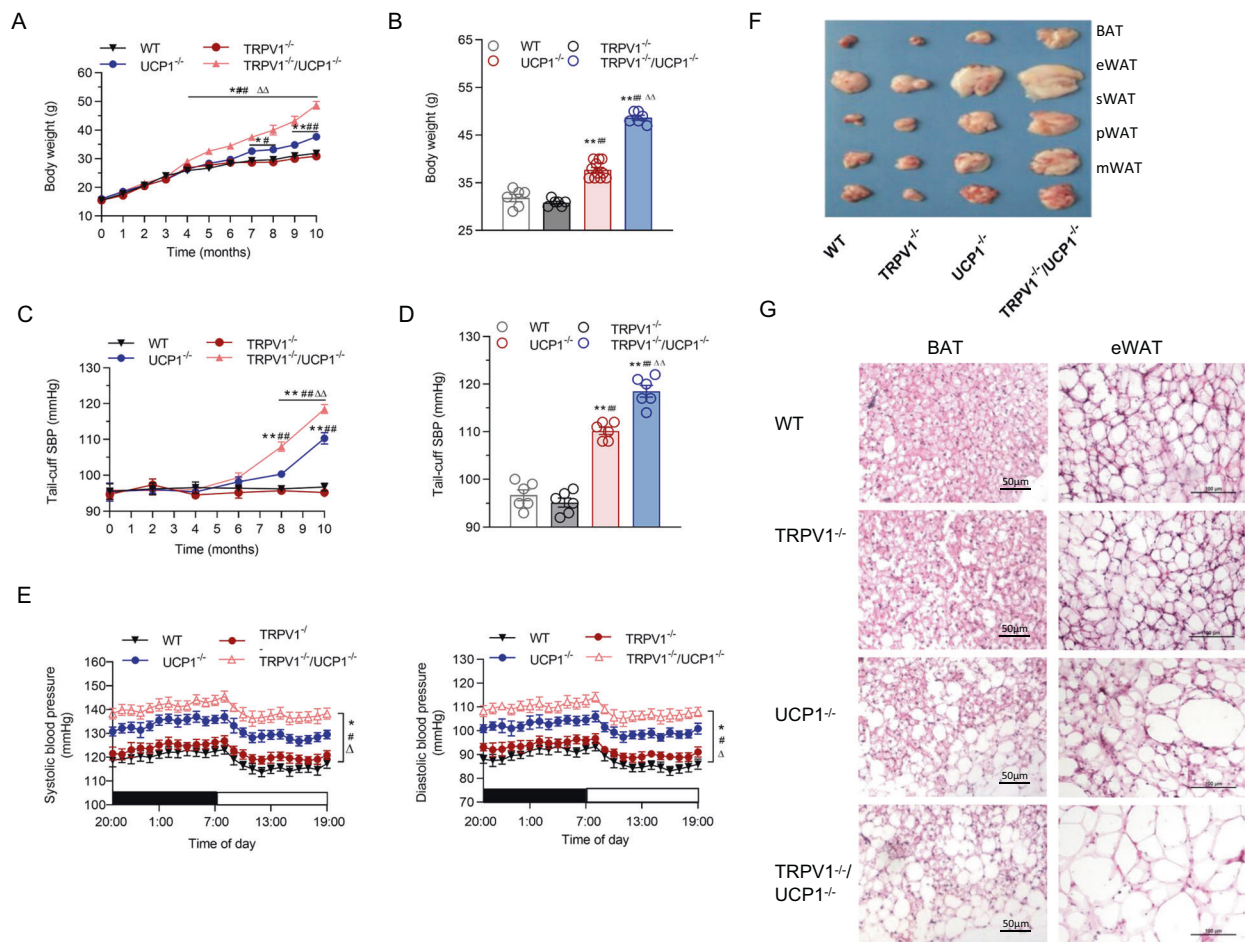 A
WT
TRPV1-/-
UCP1-/-
TRPV1-/-/UCP1-/-
Body weight (g)
60
50
40
30
20
10
*## ΔΔ
*#
**##
0 1 2 3 4 5 6 7 8 9 10
Time (months)
B
WT
TRPV1-/-
UCP1-/-
TRPV1-/-/UCP1-/-
Body weight (g)
65
55
45
35
25
**##
**## ΔΔ
C
WT
TRPV1-/-
UCP1-/-
TRPV1-/-/UCP1-/-
Tail-cuff SBP (mmHg)
130
120
110
100
90
**##ΔΔ
**##
**##
0 1 2 3 4 5 6 7 8 9 10
Time (months)
D
WT
TRPV1-/-
UCP1-/-
TRPV1-/-/UCP1-/-
Tail-cuff SBP (mmHg)
130
120
110
100
90
**##
**## ΔΔ
E
WT
TRPV1-/
-
UCP1-/-
TRPV1-/-/UCP1-/-
Systolic blood pressure
(mmHg)
160
150
140
130
120
110
100
*
#
Δ
20:00 1:00 7:00 13:00 19:00
Time of day
WT
TRPV1-/-
UCP1-/-
TRPV1-/-/UCP1-/-
Diastolic blood pressure
(mmHg)
130
120
110
100
90
80
70
*
#
Δ
20:00 1:00 7:00 13:00 19:00
Time of day
F
BAT
eWAT
sWAT
pWAT
mWAT
WT
TRPV1-/-
UCP1-/-
TRPV1-/-/UCP1-/-
G
BAT
eWAT
WT
50μm
100 μm
TRPV1-/-
50μm
100 μm
UCP1-/-
50μm
100 μm
TRPV1-/-/
UCP1-/-
50μm
100 μm